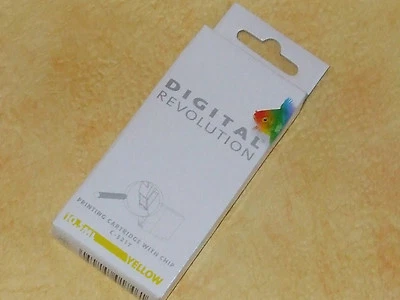 DIGITAL
REVOLUTION
PRINTING CARTRIDGE WITH CHIP
YELLOW